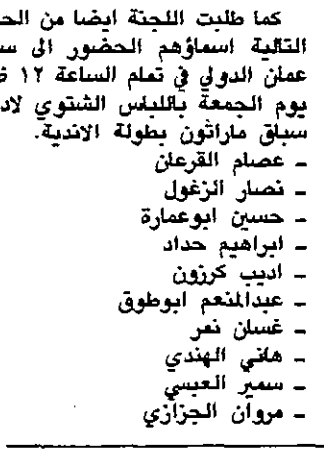 كما طلبت اللجنة ايضا من الح
التالية اسماؤهم الحضور الى س
عمان الدولي في تمام الساعة ١٢ ظ
يوم الجمعة باللباس الشتوي لاد
سباق ماراثون بطولة الاندية.
- عصام القرعان
- نصار الزغول
- حسين ابوعمارة
- ابراهيم حداد
- اديب كرزون
- عبدالمنعم ابوطوق
- غسان نمر
- هاني الهندي
- سمير العبسي
- مروان الجزازي